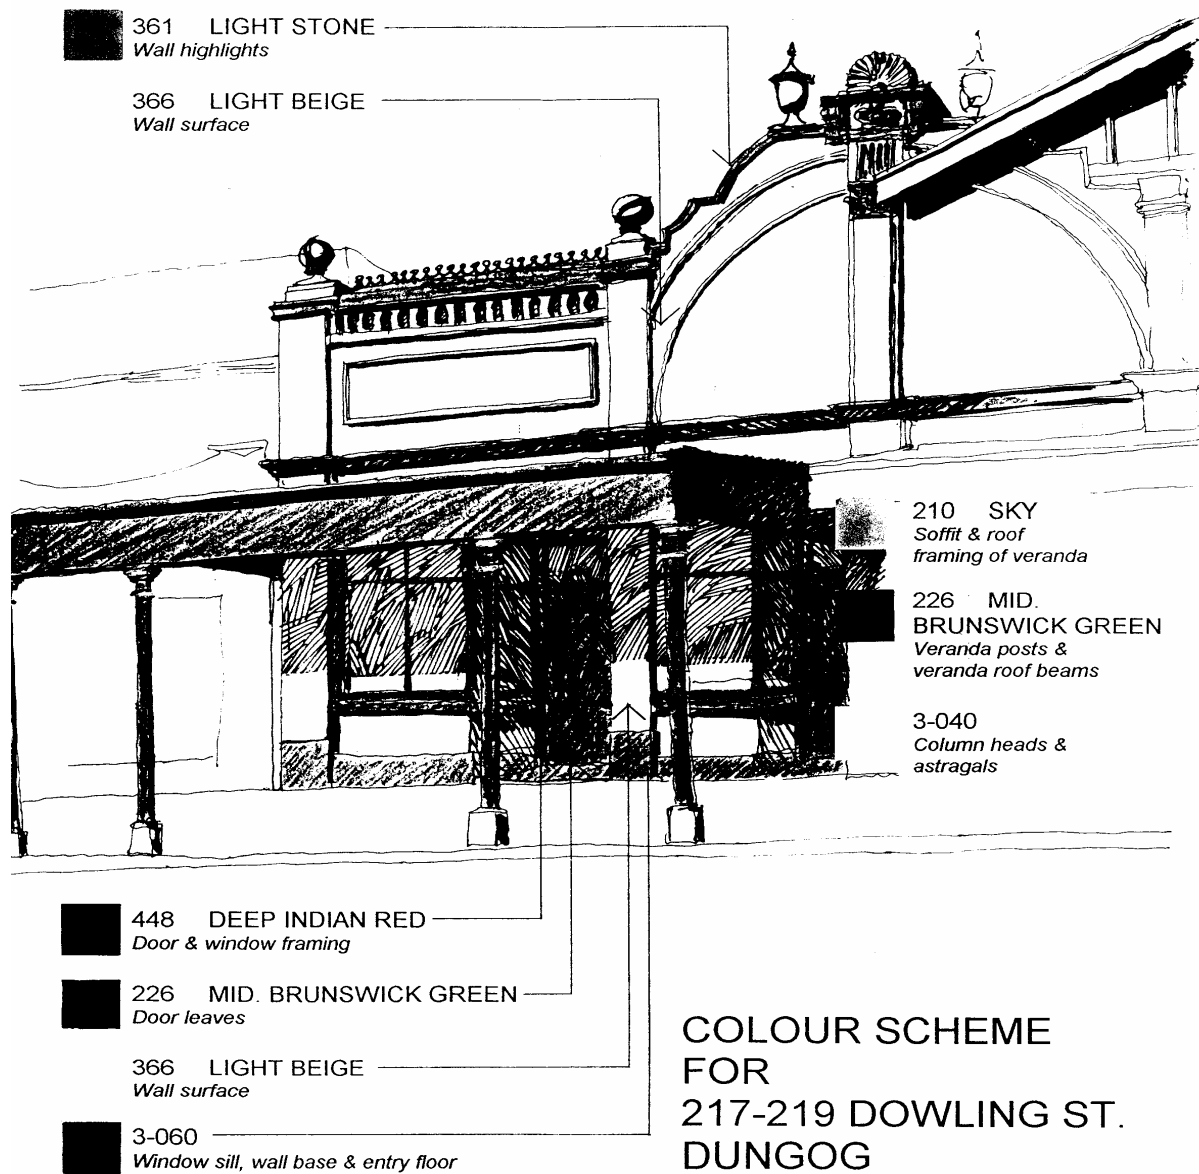 361 LIGHT STONE
Wall highlights
366 LIGHT BEIGE
Wall surface
210 SKY
Soffit & roof
framing of veranda
226 MID.
BRUNSWICK GREEN
Veranda posts &
veranda roof beams
3-040
Column heads &
astragals
448 DEEP INDIAN RED
Door & window framing
226 MID. BRUNSWICK GREEN
Door leaves
366 LIGHT BEIGE
Wall surface
3-060
Window sill, wall base & entry floor
COLOUR SCHEME
FOR
217-219 DOWLING ST.
DUNGOG